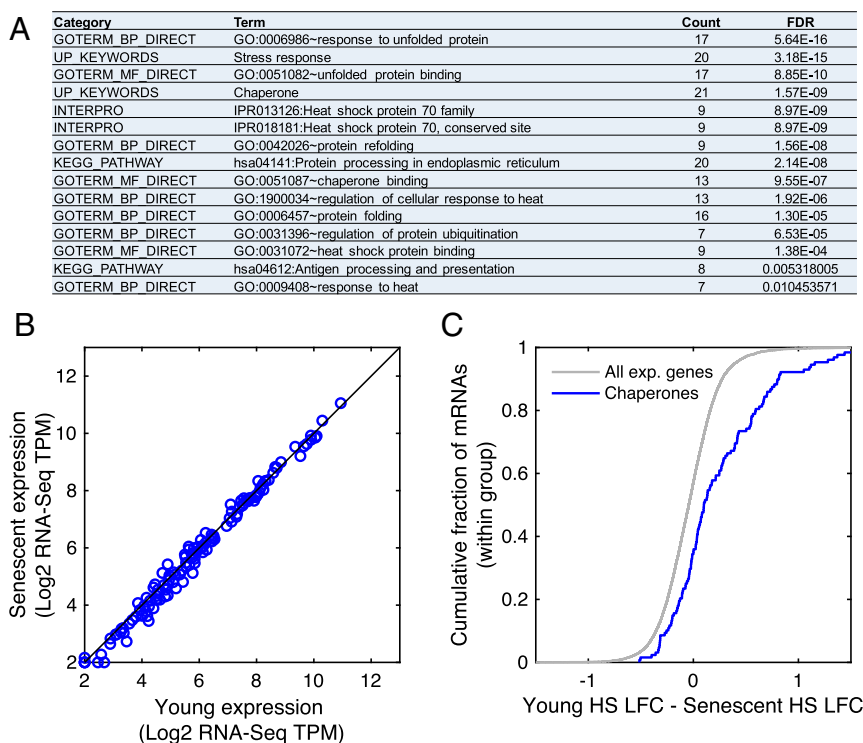 A
Category Term Count FDR
GOTERM_BP_DIRECT GO:0006986~response to unfolded protein 17 5.64E-16
UP_KEYWORDS Stress response 20 3.18E-15
GOTERM_MF_DIRECT GO:0051082~unfolded protein binding 17 8.85E-10
UP_KEYWORDS Chaperone 21 1.57E-09
INTERPRO IPR013126:Heat shock protein 70 family 9 8.97E-09
INTERPRO IPR018181:Heat shock protein 70, conserved site 9 8.97E-09
GOTERM_BP_DIRECT GO:0042026~protein refolding 9 1.56E-08
KEGG_PATHWAY hsa04141:Protein processing in endoplasmic reticulum 20 2.14E-08
GOTERM_MF_DIRECT GO:0051087~chaperone binding 13 9.55E-07
GOTERM_BP_DIRECT GO:1900034~regulation of cellular response to heat 13 1.92E-06
GOTERM_BP_DIRECT GO:0006457~protein folding 16 1.30E-05
GOTERM_BP_DIRECT GO:0031396~regulation of protein ubiquitination 7 6.53E-05
GOTERM_MF_DIRECT GO:0031072~heat shock protein binding 9 1.38E-04
KEGG_PATHWAY hsa04612:Antigen processing and presentation 8 0.005318005
GOTERM_BP_DIRECT GO:0009408~response to heat 7 0.010453571
B
Senescent expression
(Log2 RNA-Seq TPM)
12
10
8
6
4
2
2 4 6 8 10 12
Young expression
(Log2 RNA-Seq TPM)
C
Cumulative fraction of mRNAs
(within group)
1
0.8
0.6
0.4
0.2
0
All exp. genes
Chaperones
-1 0 1
Young HS LFC - Senescent HS LFC